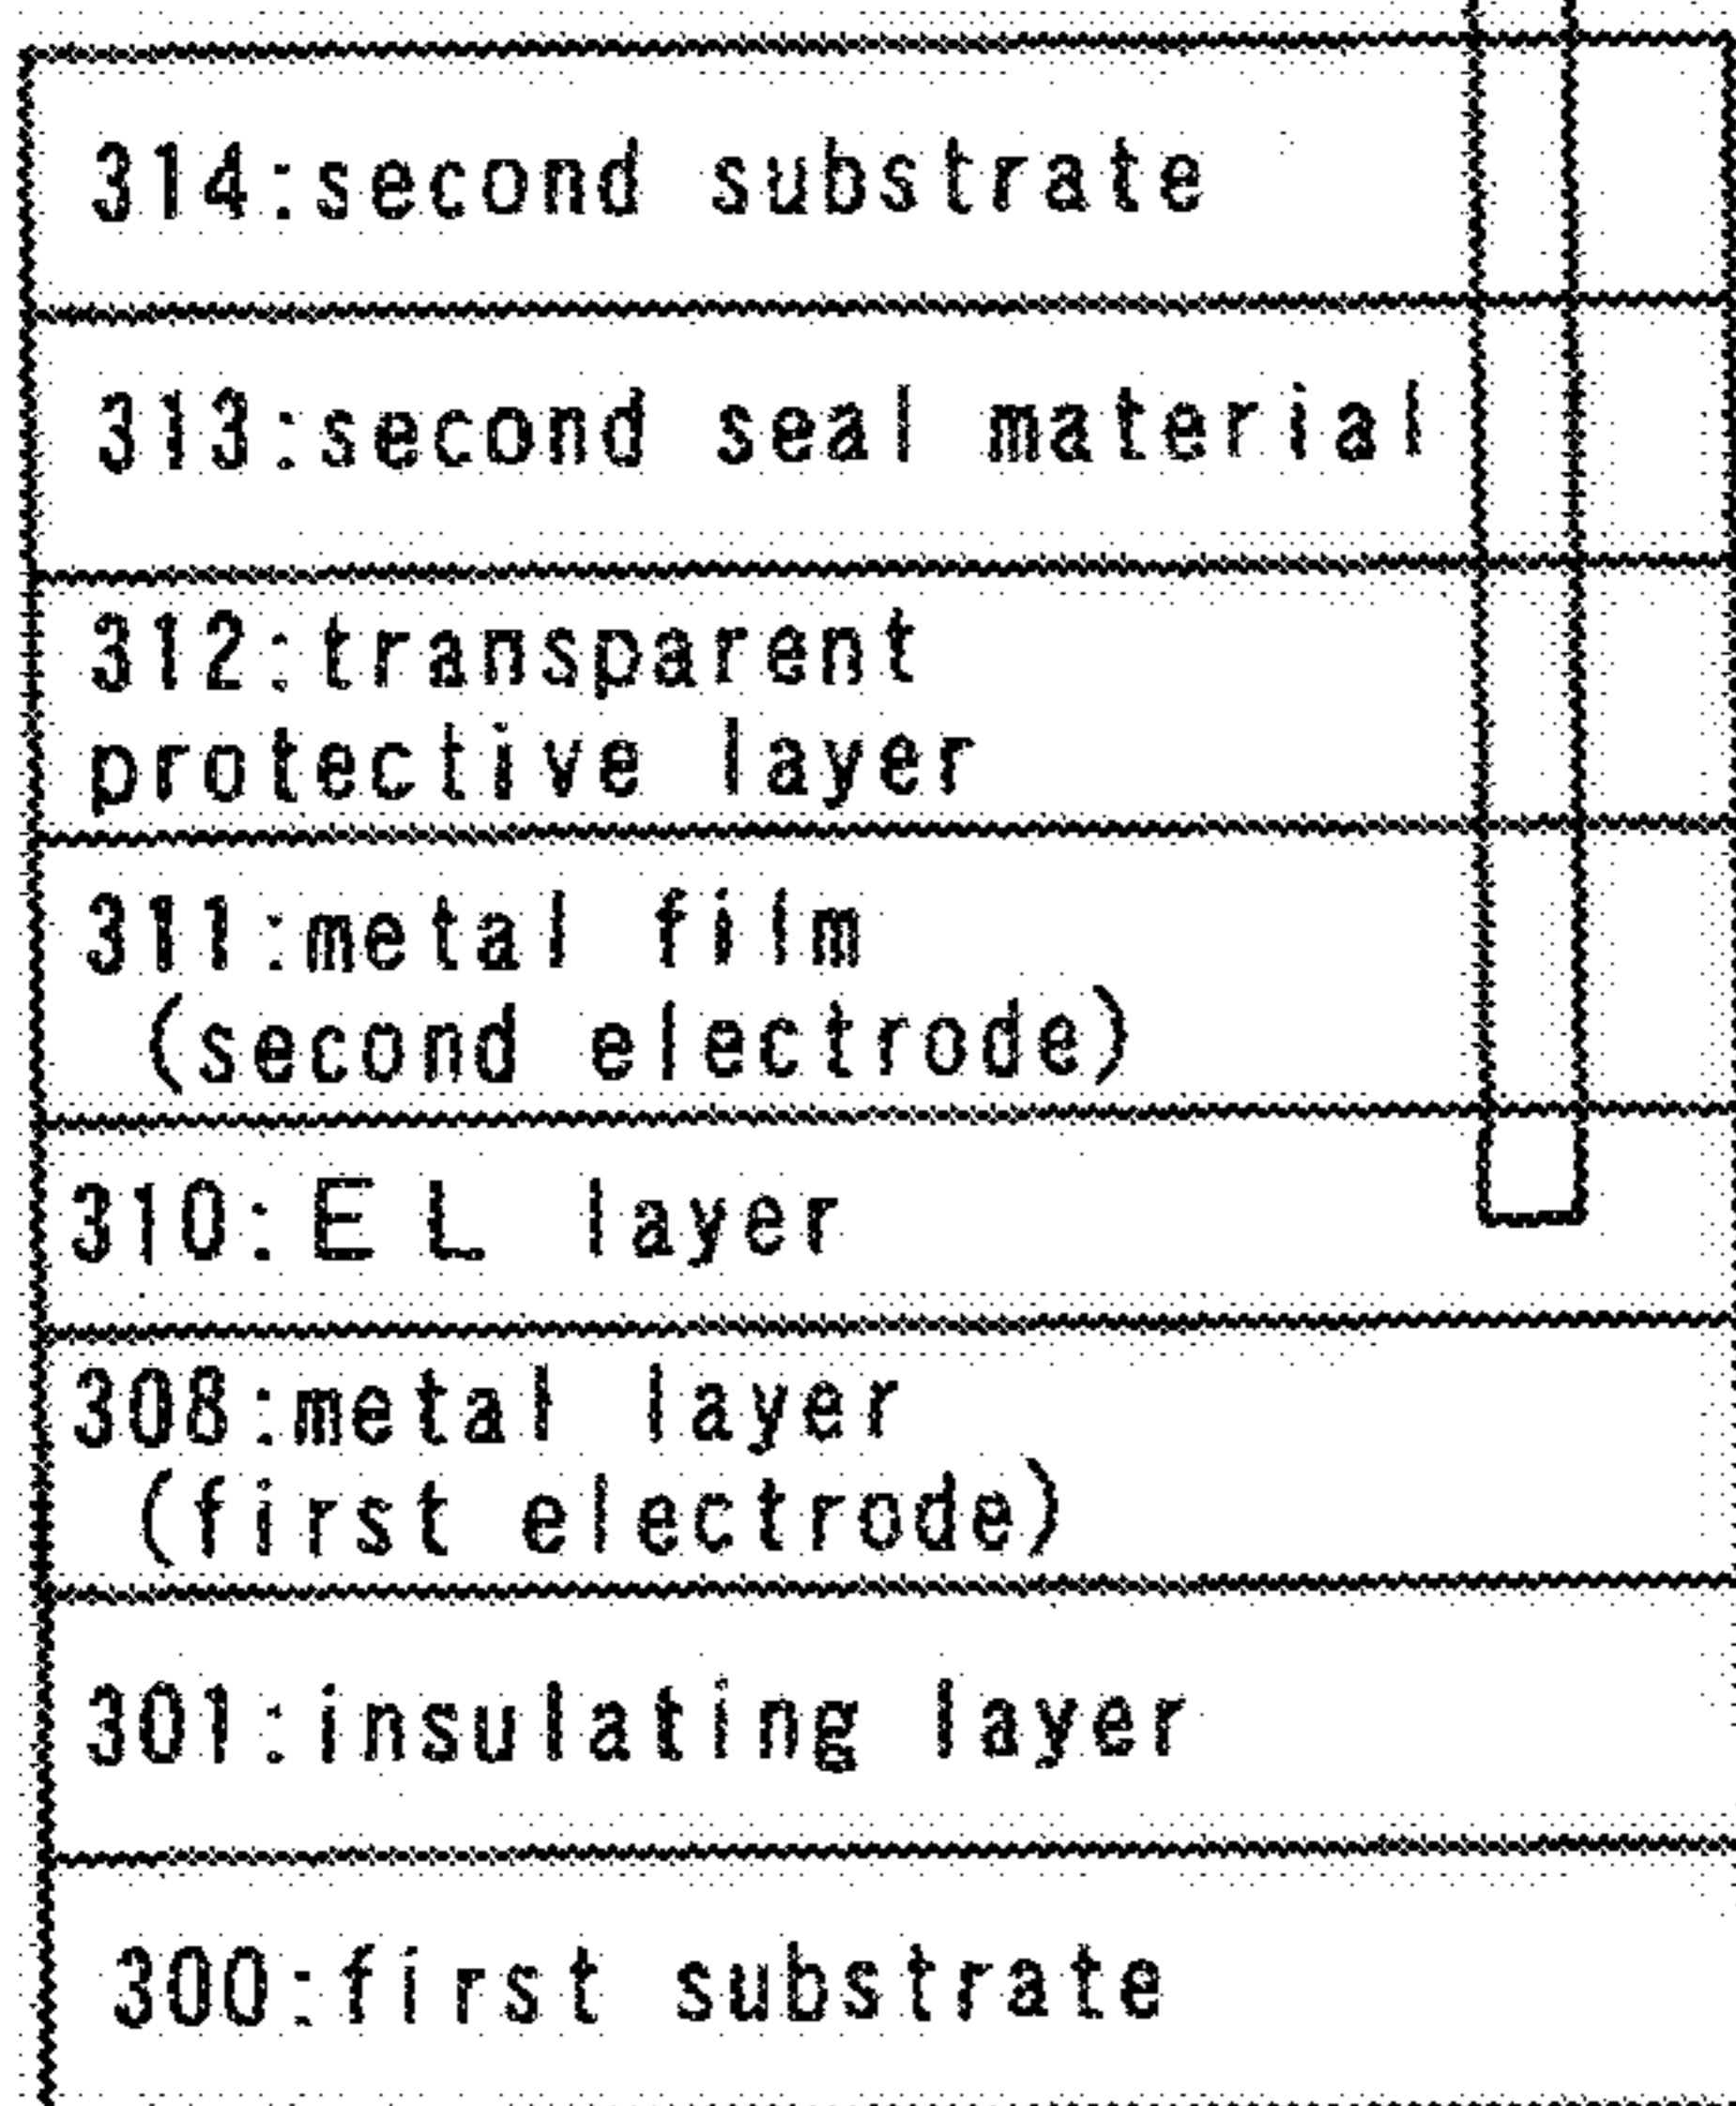 314:second substrate
313:second seal material
312:transparent
protective layer
311:metal film
(second electrode)
310:EL layer
308:metal layer
(first electrode)
301:insulating layer
300:first substrate